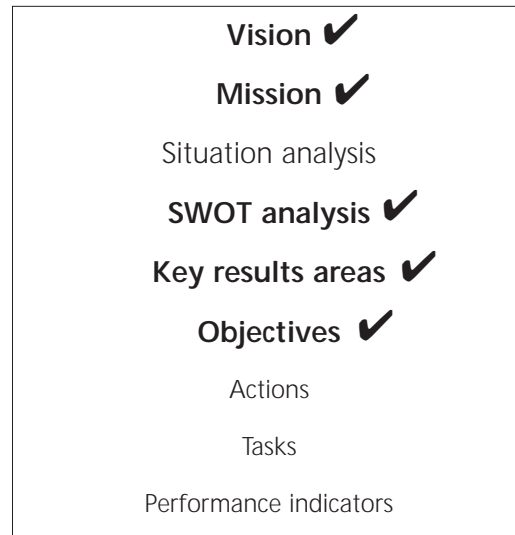 Vision ✔
Mission ✔
Situation analysis
SWOT analysis ✔
Key results areas ✔
Objectives ✔
Actions
Tasks
Performance indicators